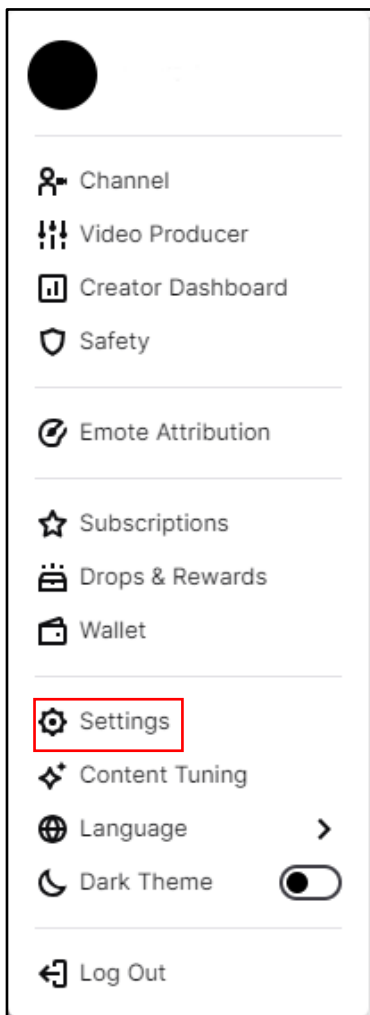 Channel
Video Producer
Creator Dashboard
Safety
Emote Attribution
Subscriptions
Drops & Rewards
Wallet
Settings
Content Tuning
Language
Dark Theme
Log Out